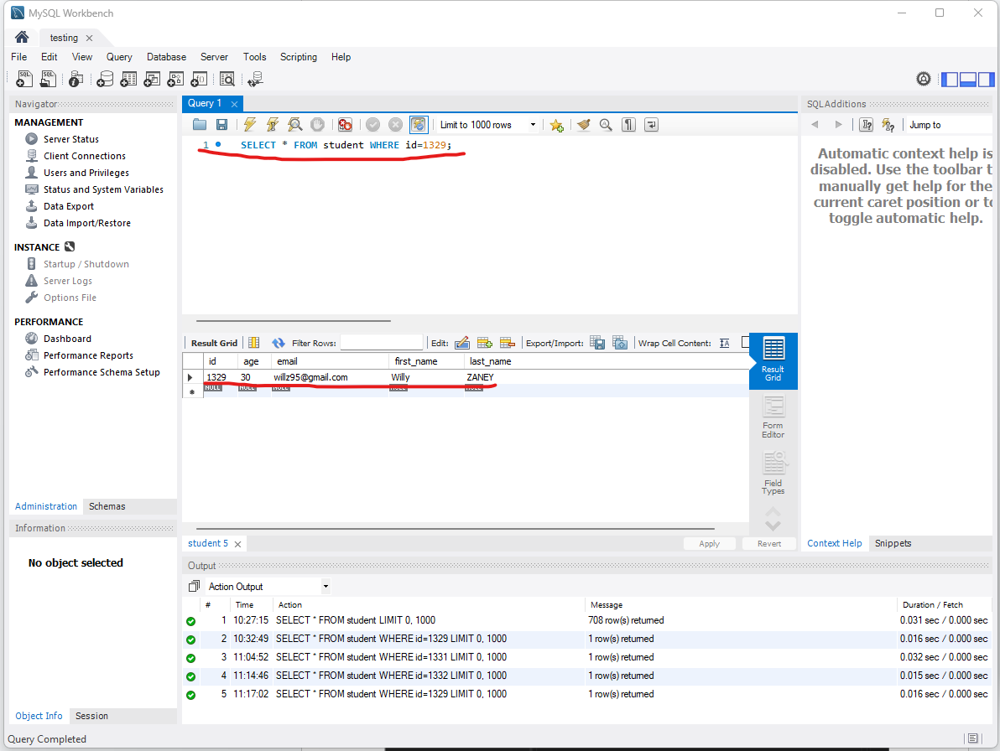 MySQL Workbench
testing
File Edit View Query Database Server Tools Scripting Help
Navigator
MANAGEMENT
Server Status
Client Connections
Users and Privileges
Status and System Variables
Data Export
Data Import/Restore
INSTANCE
Startup / Shutdown
Server Logs
Options File
PERFORMANCE
Dashboard
Performance Reports
Performance Schema Setup
Administration Schemas
Information
No object selected
Object Info Session
Query 1
Limit to 1000 rows
1 SELECT * FROM student WHERE id=1329;
Result Grid Filter Rows: Edit: Export/Import: Wrap Cell Content:
id age email first_name last_name
1329 30 willz95@gmail.com Willy ZANEY
NULL NULL NULL NULL NULL
Result
Grid
Form
Editor
Field
Types
student 5 Apply Revert
SQLAdditions
Jump to
Automatic context help is
disabled. Use the toolbar t
manually get help for the
current caret position or to
toggle automatic help.
Context Help Snippets
Output
Action Output
# Time Action Message Duration / Fetch
1 10:27:15 SELECT * FROM student LIMIT 0, 1000 708 row(s) returned 0.031 sec / 0.000 sec
2 10:32:49 SELECT * FROM student WHERE id=1329 LIMIT 0, 1000 1 row(s) returned 0.016 sec / 0.000 sec
3 11:04:52 SELECT * FROM student WHERE id=1331 LIMIT 0, 1000 1 row(s) returned 0.032 sec / 0.000 sec
4 11:14:46 SELECT * FROM student WHERE id=1332 LIMIT 0, 1000 1 row(s) returned 0.015 sec / 0.000 sec
5 11:17:02 SELECT * FROM student WHERE id=1329 LIMIT 0, 1000 1 row(s) returned 0.016 sec / 0.000 sec
Query Completed